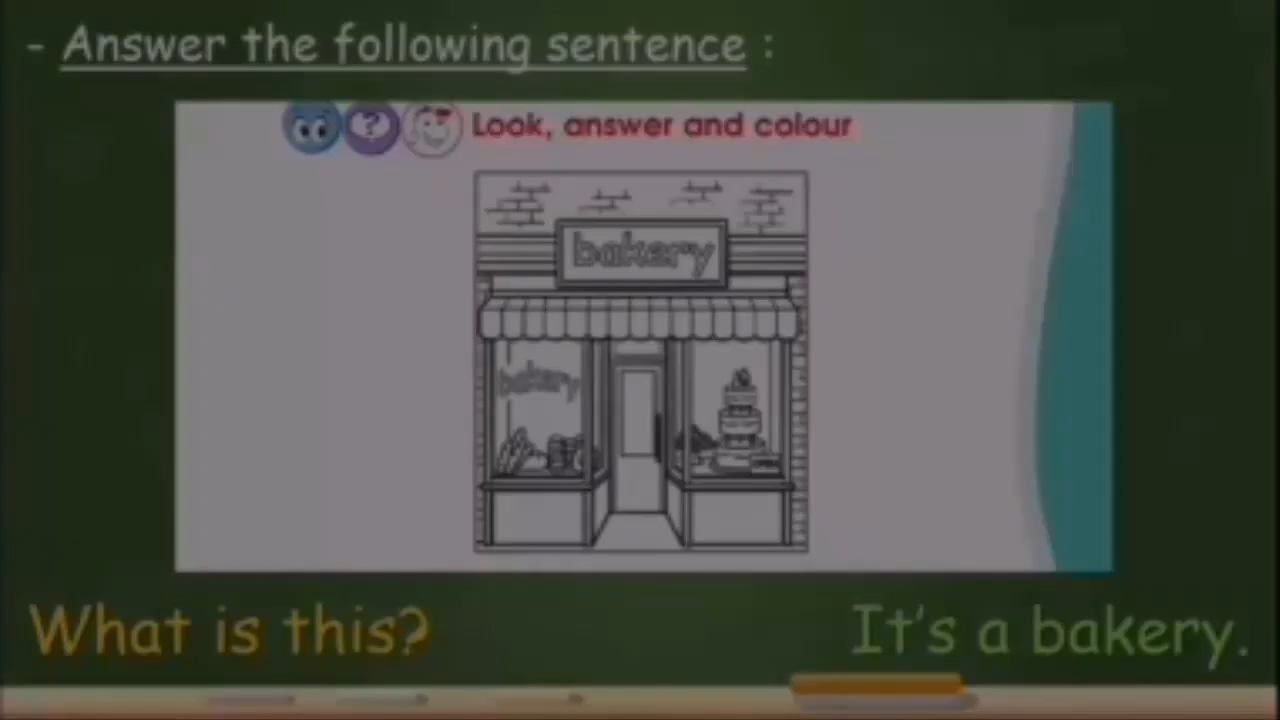 - Answer the following sentence :
Look, answer and colour
bakery
bakery
What is this?
It's a bakery.